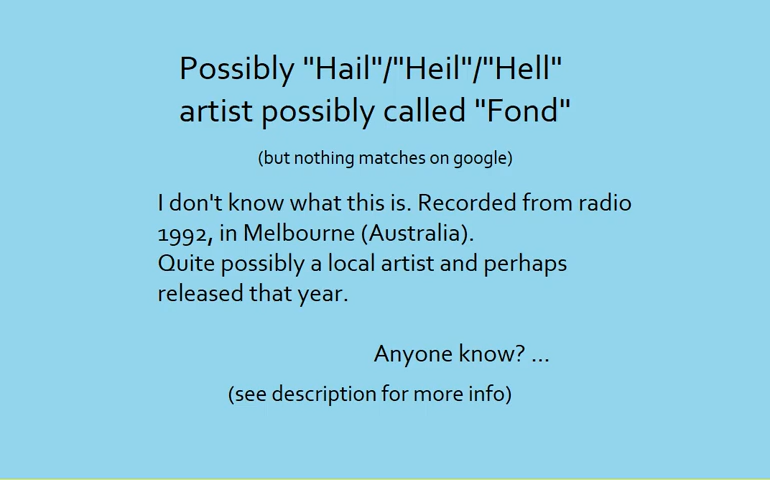 Possibly "Hail"/"Heil"/"Hell"
artist possibly called "Fond"
(but nothing matches on google)
I don't know what this is. Recorded from radio
1992, in Melbourne (Australia).
Quite possibly a local artist and perhaps
released that year.
Anyone know? ...
(see description for more info)